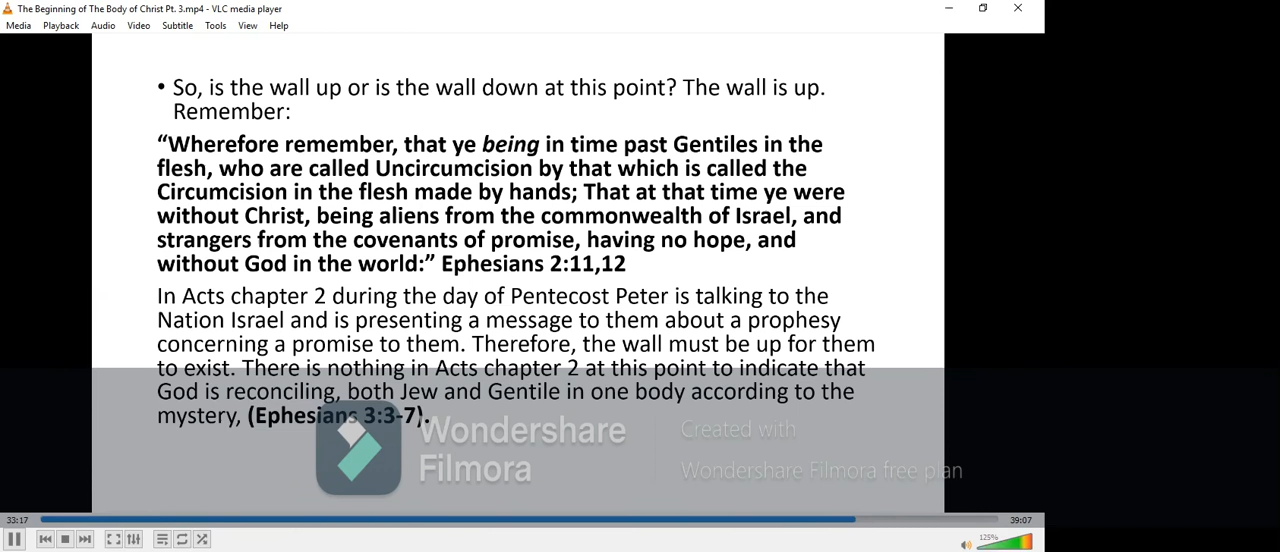 The Beginning of The Body of Christ Pt. 3.mp4 - VLC media player
Media Playback Audio Video Subtitle Tools View Help
• So, is the wall up or is the wall down at this point? The wall is up.
Remember:
“Wherefore remember, that ye being in time past Gentiles in the
flesh, who are called Uncircumcision by that which is called the
Circumcision in the flesh made by hands; That at that time ye were
without Christ, being aliens from the commonwealth of Israel, and
strangers from the covenants of promise, having no hope, and
without God in the world:” Ephesians 2:11,12
In Acts chapter 2 during the day of Pentecost Peter is talking to the
Nation Israel and is presenting a message to them about a prophesy
concerning a promise to them. Therefore, the wall must be up for them
to exist. There is nothing in Acts chapter 2 at this point to indicate that
God is reconciling, both Jew and Gentile in one body according to the
mystery, (Ephesians 3:3-7).
Wondershare
Filmora
Created with
Wondershare Filmora free plan
33:17
39:07
125%